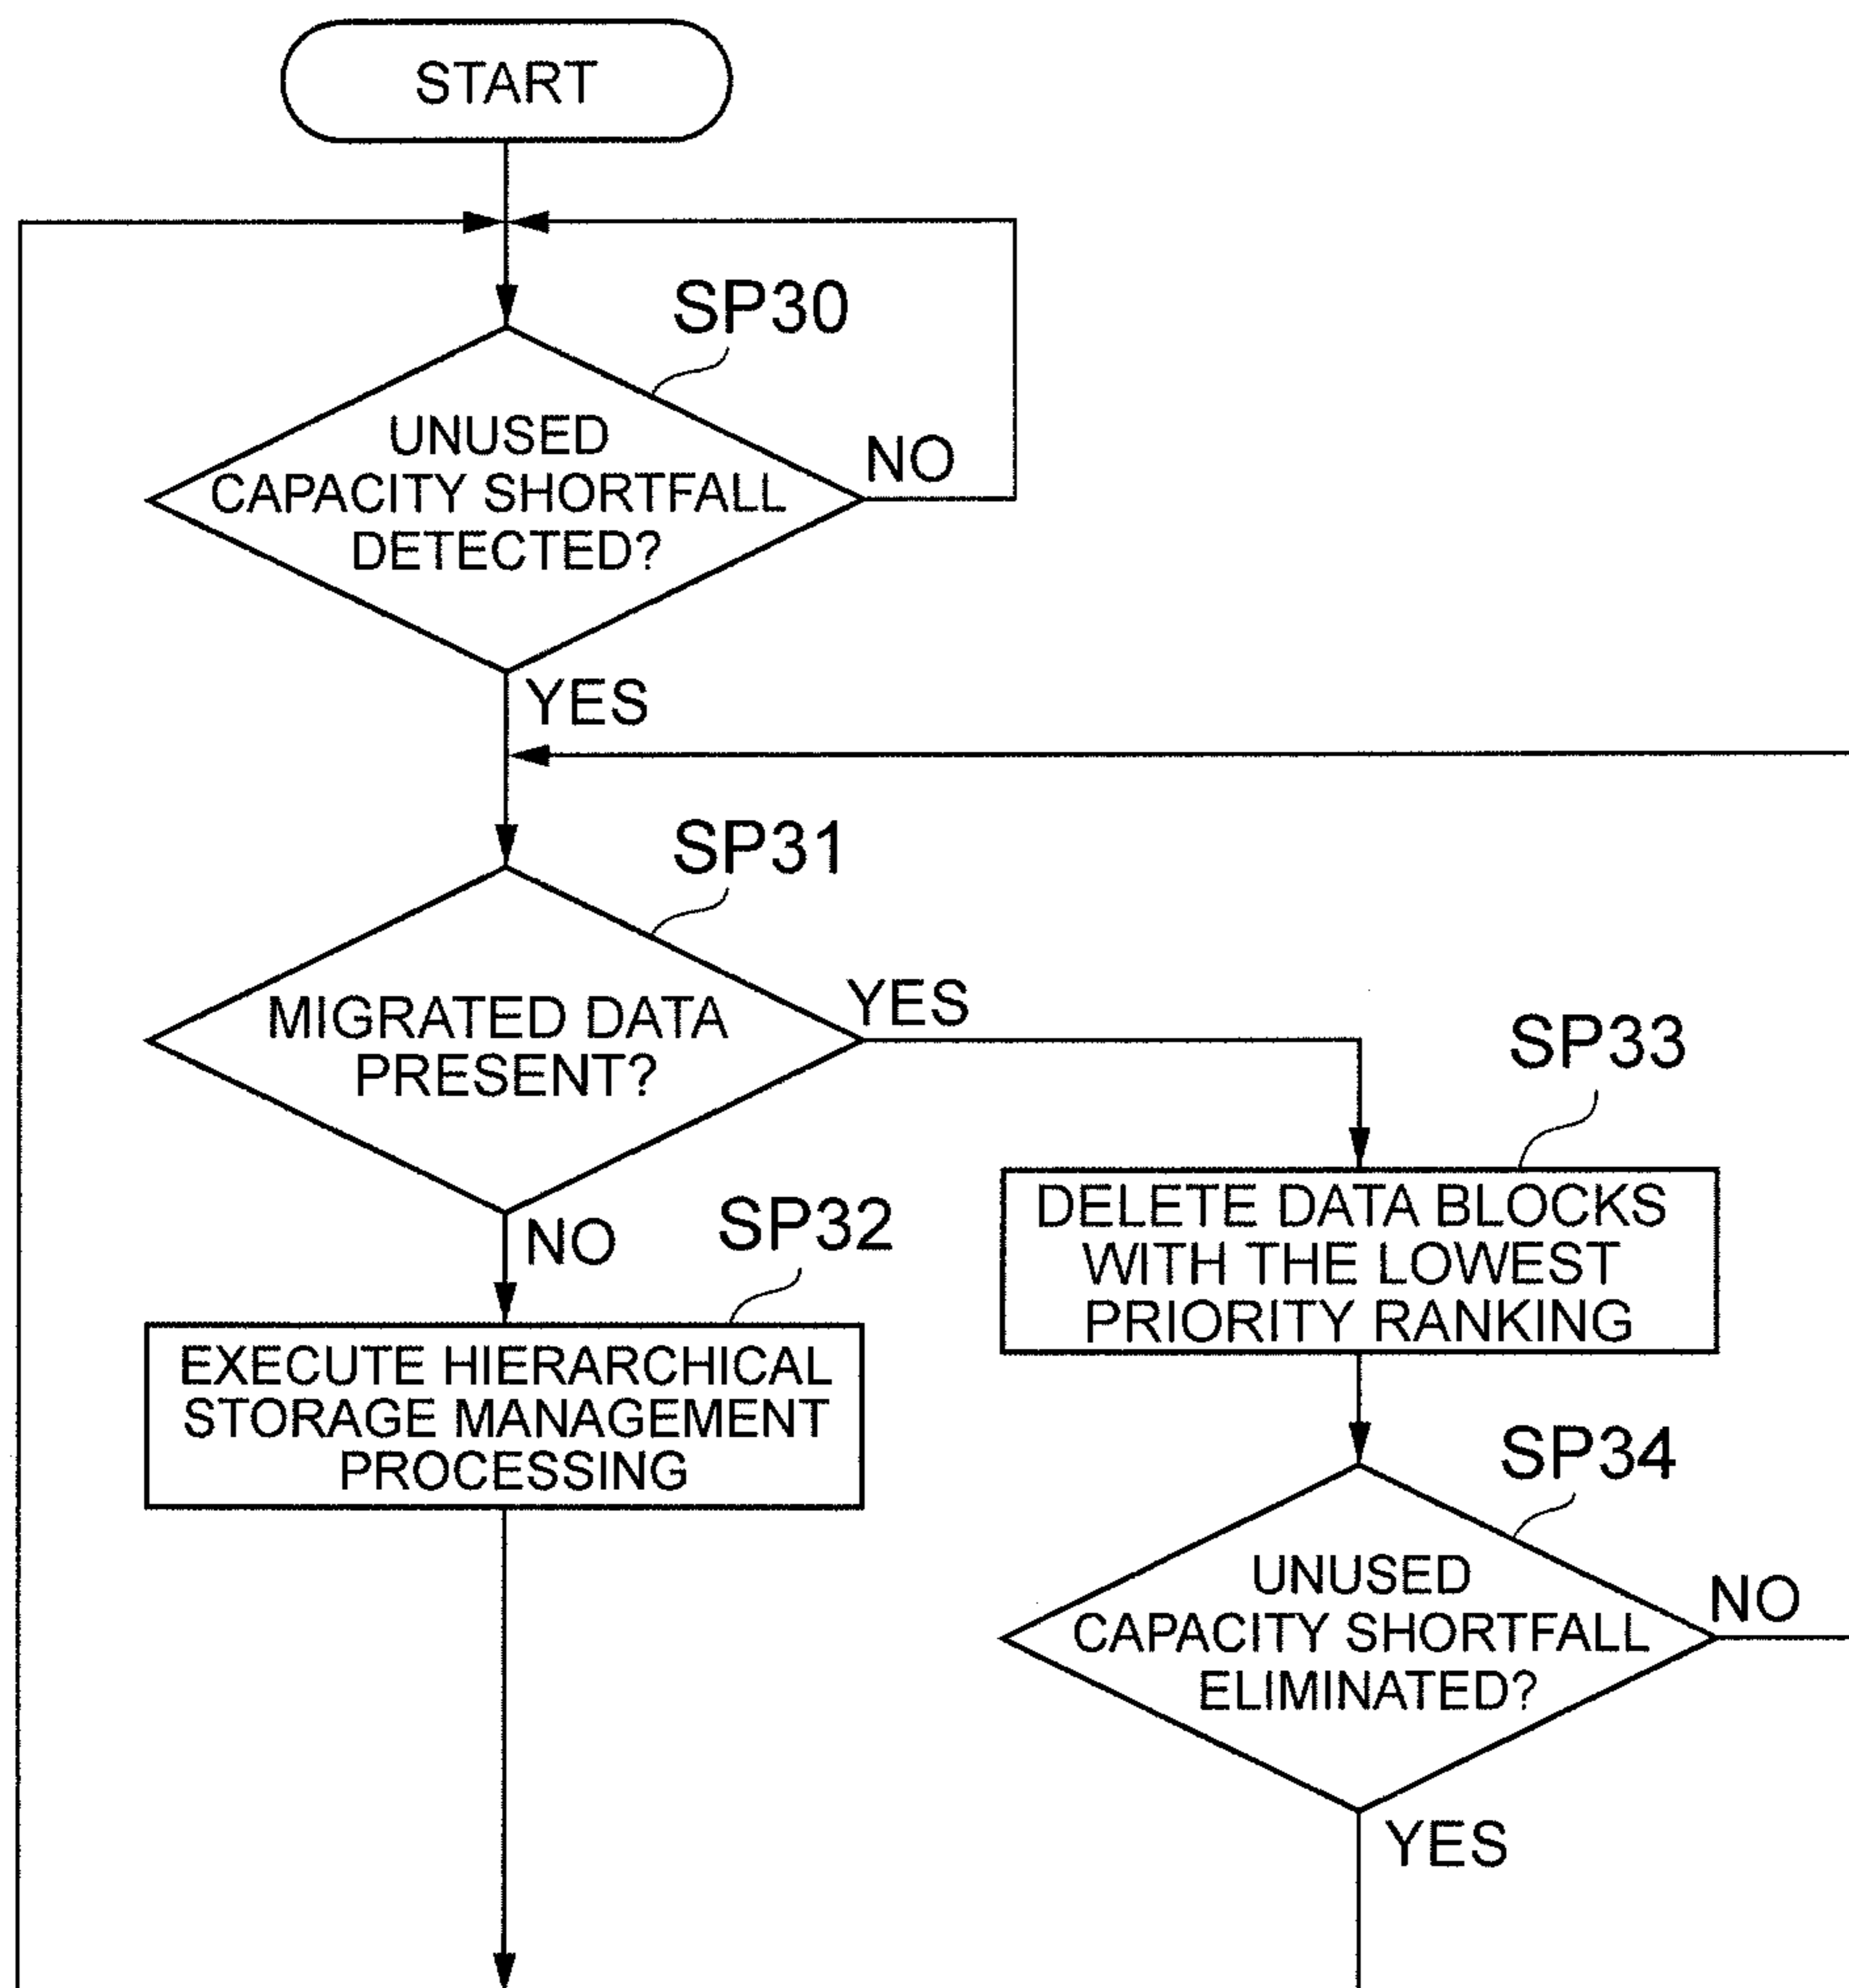 START
SP30
UNUSED
CAPACITY SHORTFALL
DETECTED?
NO
YES
SP31
MIGRATED DATA
PRESENT?
YES
NO
SP33
DELETE DATA BLOCKS
WITH THE LOWEST
PRIORITY RANKING
SP32
EXECUTE HIERARCHICAL
STORAGE MANAGEMENT
PROCESSING
SP34
UNUSED
CAPACITY SHORTFALL
ELIMINATED?
NO
YES